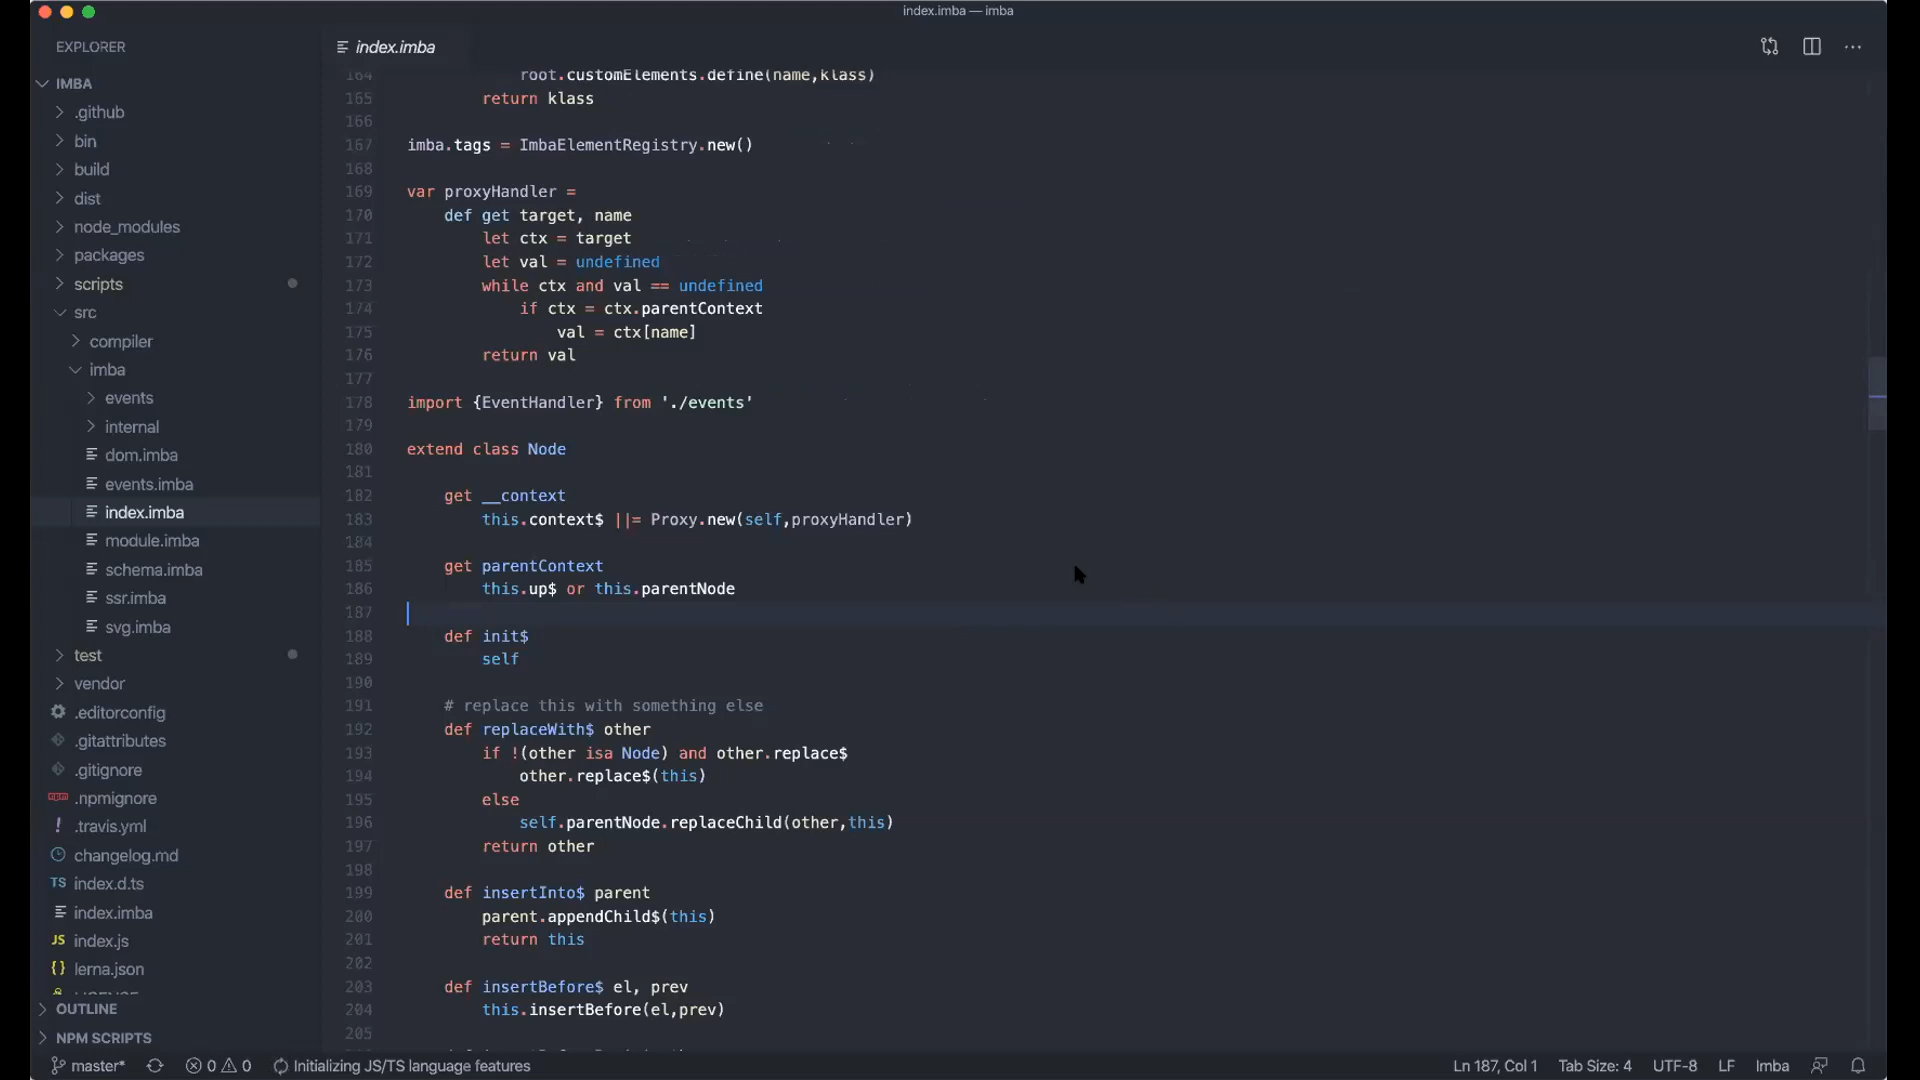 index.imba — imba
EXPLORER
index.imba
IMBA
.github
bin
build
dist
node_modules
packages
scripts
src
compiler
imba
events
internal
dom.imba
events.imba
index.imba
module.imba
schema.imba
ssr.imba
svg.imba
test
vendor
.editorconfig
.gitattributes
.gitignore
.npmignore
! .travis.yml
changelog.md
TS index.d.ts
index.imba
JS index.js
{} lerna.json
OUTLINE
NPM SCRIPTS
164 root.customElements.define(name,klass)
165 return klass
166
167 imba.tags = ImbaElementRegistry.new()
168
169 var proxyHandler =
170 def get target, name
171 let ctx = target
172 let val = undefined
173 while ctx and val == undefined
174 if ctx = ctx.parentContext
175 val = ctx[name]
176 return val
177
178 import {EventHandler} from './events'
179
180 extend class Node
181
182 get __context
183 this.context$ ||= Proxy.new(self,proxyHandler)
184
185 get parentContext
186 this.up$ or this.parentNode
187
188 def init$
189 self
190
191 # replace this with something else
192 def replaceWith$ other
193 if !(other isa Node) and other.replace$
194 other.replace$(this)
195 else
196 self.parentNode.replaceChild(other,this)
197 return other
198
199 def insertInto$ parent
200 parent.appendChild$(this)
201 return this
202
203 def insertBefore$ el, prev
204 this.insertBefore(el,prev)
205
master* 0 0 Initializing JS/TS language features Ln 187, Col 1 Tab Size: 4 UTF-8 LF Imba